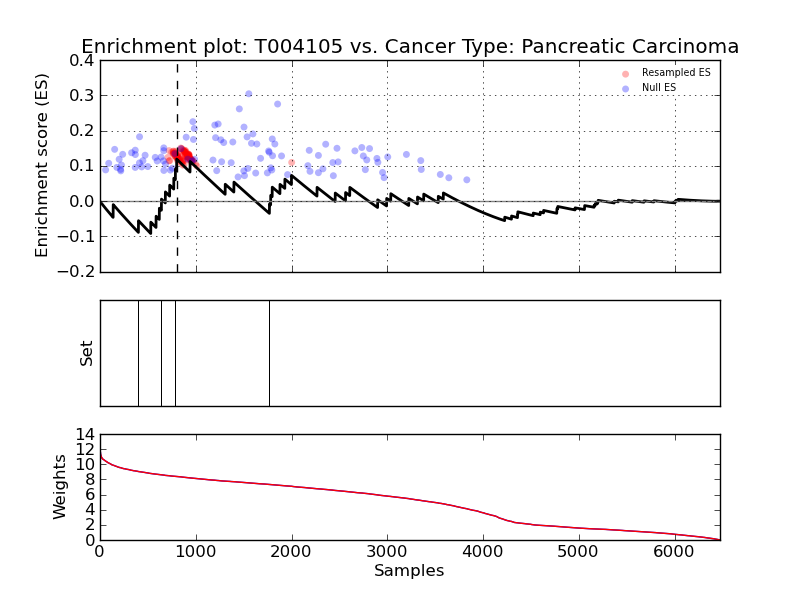 Enrichment plot: T004105 vs. Cancer Type: Pancreatic Carcinoma
Enrichment score (ES)
0.4
0.3
0.2
0.1
0.0
−0.1
−0.2
Resampled ES
Null ES
Set
Weights
14
12
10
8
6
4
2
0
0 1000 2000 3000 4000 5000 6000
Samples